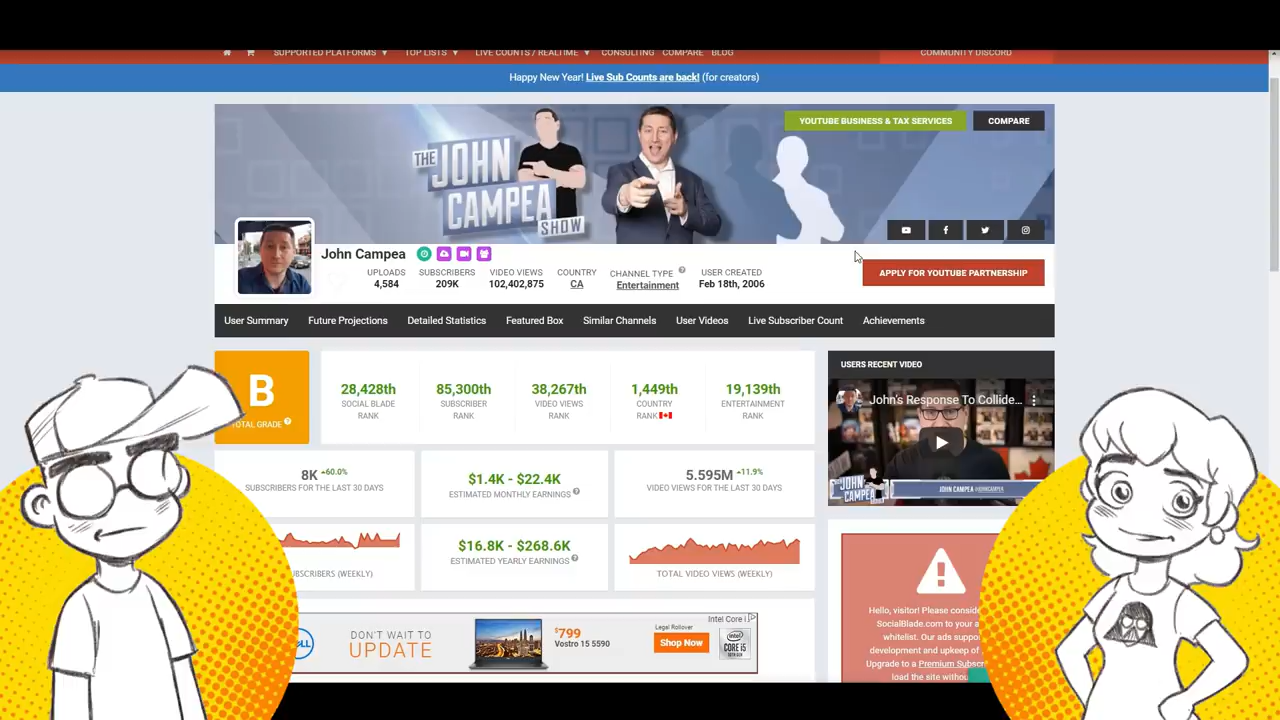 SUPPORTED PLATFORMS TOP LISTS LIVE COUNTS / REALTIME CONSULTING COMPARE BLOG COMMUNITY DISCORD
Happy New Year! Live Sub Counts are back! (for creators)
YOUTUBE BUSINESS & TAX SERVICES COMPARE
THE JOHN CAMPEA SHOW
John Campea
UPLOADS SUBSCRIBERS VIDEO VIEWS COUNTRY CHANNEL TYPE USER CREATED
4,584 209K 102,402,875 CA Entertainment Feb 18th, 2006
APPLY FOR YOUTUBE PARTNERSHIP
User Summary Future Projections Detailed Statistics Featured Box Similar Channels User Videos Live Subscriber Count Achievements
B
TOTAL GRADE
28,428th 85,300th 38,267th 1,449th 19,139th
SOCIAL BLADE RANK
SUBSCRIBER RANK
VIDEO VIEWS RANK
COUNTRY RANK
ENTERTAINMENT RANK
USERS RECENT VIDEO
John's Response To Collide...
JOHN CAMPEA
JOHN CAMPEA @JOHNCAMPEA
8K 60.0%
SUBSCRIBERS FOR THE LAST 30 DAYS
$1.4K - $22.4K
ESTIMATED MONTHLY EARNINGS
5.595M 11.9%
VIDEO VIEWS FOR THE LAST 30 DAYS
(WEEKLY)
$16.8K - $268.6K
ESTIMATED YEARLY EARNINGS
TOTAL VIDEO VIEWS (WEEKLY)
Hello, visitor! Please
SocialBlade.com to your
whitelist. Our ads
development and upkeep of
Upgrade to a Premium
load the site
DON'T WAIT TO
UPDATE
$799
Vostro 15 5590
Legal Rollover
Shop Now
Intel Core
intel
CORE i5